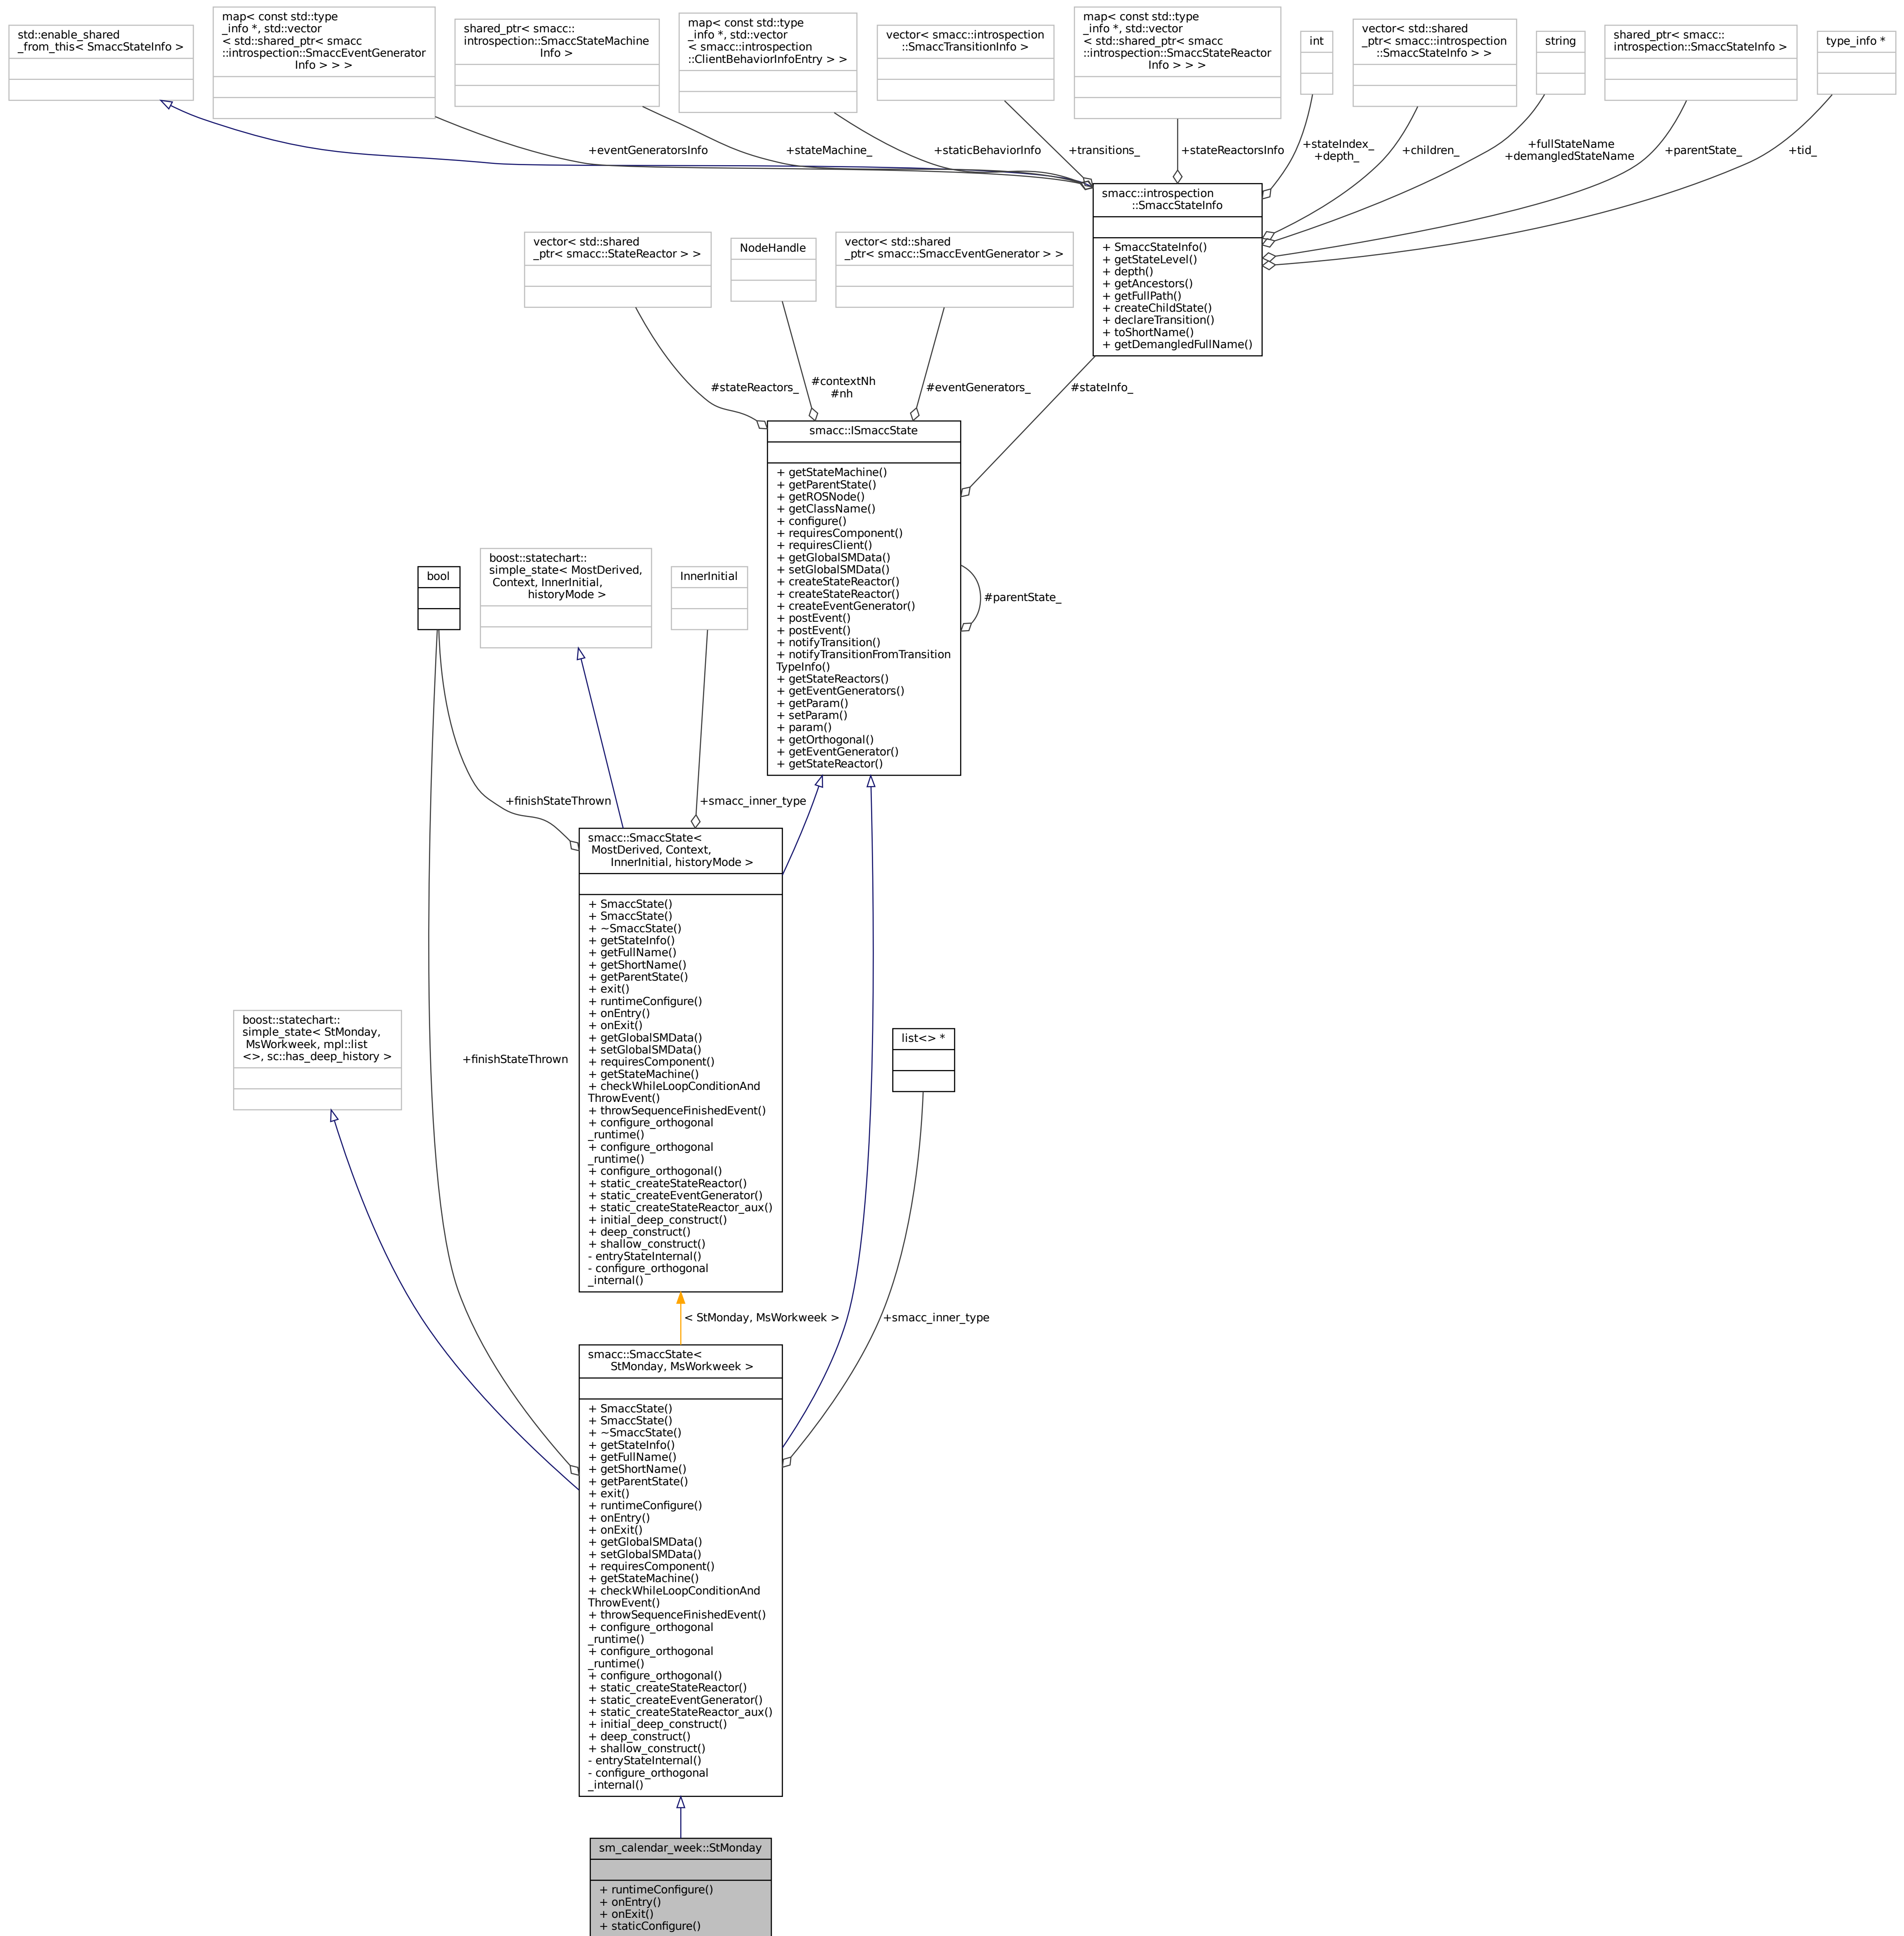 std::enable_shared
_from_this< SmaccStateInfo >
map< const std::type
_info *, std::vector
< std::shared_ptr< smacc
::introspection::SmaccEventGenerator
Info > > >
shared_ptr< smacc::
introspection::SmaccStateMachine
Info >
map< const std::type
_info *, std::vector
< smacc::introspection
::ClientBehaviorInfoEntry > >
vector< smacc::introspection
::SmaccTransitionInfo >
map< const std::type
_info *, std::vector
< std::shared_ptr< smacc
::introspection::SmaccStateReactor
Info > > >
int
vector< std::shared
_ptr< smacc::introspection
::SmaccStateInfo > >
string
shared_ptr< smacc::
introspection::SmaccStateInfo >
type_info *
+eventGeneratorsInfo
+stateMachine_
+staticBehaviorInfo
+transitions_
+stateReactorsInfo
+stateIndex_
+depth_
+children_
+fullStateName
+demangledStateName
+parentState_
+tid_
smacc::introspection
::SmaccStateInfo
+ SmaccStateInfo()
+ getStateLevel()
+ depth()
+ getAncestors()
+ getFullPath()
+ createChildState()
+ declareTransition()
+ toShortName()
+ getDemangledFullName()
vector< std::shared
_ptr< smacc::StateReactor > >
NodeHandle
vector< std::shared
_ptr< smacc::SmaccEventGenerator > >
#stateReactors_
#contextNh
#nh
#eventGenerators_
#stateInfo_
smacc::ISmaccState
+ getStateMachine()
+ getParentState()
+ getROSNode()
+ getClassName()
+ configure()
+ requiresComponent()
+ requiresClient()
+ getGlobalSMData()
+ setGlobalSMData()
+ createStateReactor()
+ createStateReactor()
+ createEventGenerator()
+ postEvent()
+ postEvent()
+ notifyTransition()
+ notifyTransitionFromTransition
TypeInfo()
+ getStateReactors()
+ getEventGenerators()
+ getParam()
+ setParam()
+ param()
+ getOrthogonal()
+ getEventGenerator()
+ getStateReactor()
#parentState_
bool
boost::statechart::
simple_state< MostDerived,
Context, InnerInitial,
historyMode >
InnerInitial
+finishStateThrown
+smacc_inner_type
smacc::SmaccState<
MostDerived, Context,
InnerInitial, historyMode >
+ SmaccState()
+ SmaccState()
+ ~SmaccState()
+ getStateInfo()
+ getFullName()
+ getShortName()
+ getParentState()
+ exit()
+ runtimeConfigure()
+ onEntry()
+ onExit()
+ getGlobalSMData()
+ setGlobalSMData()
+ requiresComponent()
+ getStateMachine()
+ checkWhileLoopConditionAnd
ThrowEvent()
+ throwSequenceFinishedEvent()
+ configure_orthogonal
_runtime()
+ configure_orthogonal
_runtime()
+ configure_orthogonal()
+ static_createStateReactor()
+ static_createEventGenerator()
+ static_createStateReactor_aux()
+ initial_deep_construct()
+ deep_construct()
+ shallow_construct()
- entryStateInternal()
- configure_orthogonal
_internal()
boost::statechart::
simple_state< StMonday,
MsWorkweek, mpl::list
<>, sc::has_deep_history >
+finishStateThrown
list<> *
< StMonday, MsWorkweek >
+smacc_inner_type
smacc::SmaccState<
StMonday, MsWorkweek >
+ SmaccState()
+ SmaccState()
+ ~SmaccState()
+ getStateInfo()
+ getFullName()
+ getShortName()
+ getParentState()
+ exit()
+ runtimeConfigure()
+ onEntry()
+ onExit()
+ getGlobalSMData()
+ setGlobalSMData()
+ requiresComponent()
+ getStateMachine()
+ checkWhileLoopConditionAnd
ThrowEvent()
+ throwSequenceFinishedEvent()
+ configure_orthogonal
_runtime()
+ configure_orthogonal
_runtime()
+ configure_orthogonal()
+ static_createStateReactor()
+ static_createEventGenerator()
+ static_createStateReactor_aux()
+ initial_deep_construct()
+ deep_construct()
+ shallow_construct()
- entryStateInternal()
- configure_orthogonal
_internal()
sm_calendar_week::StMonday
+ runtimeConfigure()
+ onEntry()
+ onExit()
+ staticConfigure()